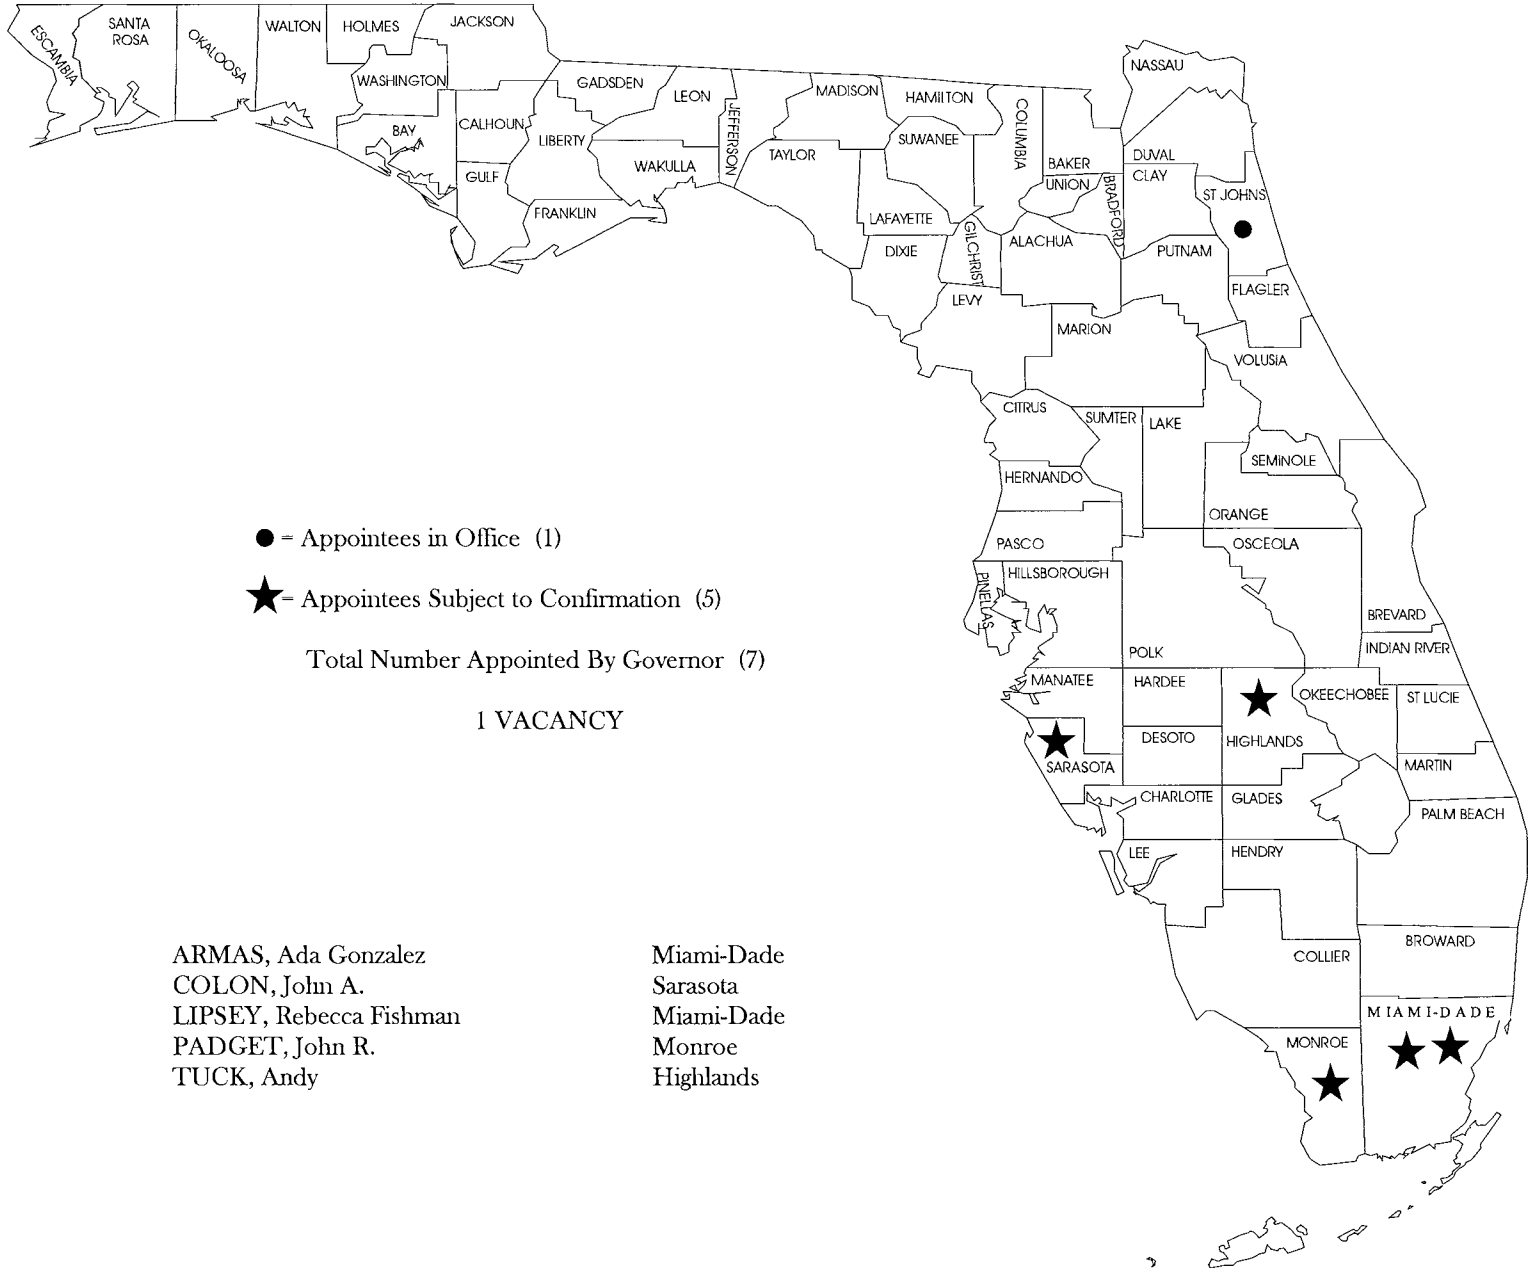 ESCAMBIA
SANTA
ROSA
OKALOOSA
WALTON
HOLMES
JACKSON
WASHINGTON
BAY
CALHOUN
GULF
GADSDEN
LIBERTY
LEON
WAKULLA
FRANKLIN
JEFFERSON
MADISON
TAYLOR
HAMILTON
SUWANEE
LAFAYETTE
DIXIE
COLUMBIA
GILCHRIST
LEVY
BAKER
UNION
BRADFORD
ALACHUA
NASSAU
DUVAL
CLAY
ST JOHNS
PUTNAM
FLAGLER
MARION
VOLUSIA
CITRUS
SUMTER
LAKE
SEMINOLE
HERNANDO
ORANGE
PASCO
OSCEOLA
HILLSBOROUGH
PINELLAS
BREVARD
POLK
INDIAN RIVER
MANATEE
HARDEE
OKEECHOBEE
ST LUCIE
DESOTO
HIGHLANDS
SARASOTA
MARTIN
CHARLOTTE
GLADES
PALM BEACH
LEE
HENDRY
BROWARD
COLLIER
MIAMI-DADE
MONROE
● = Appointees in Office (1)
★ = Appointees Subject to Confirmation (5)
Total Number Appointed By Governor (7)
1 VACANCY
ARMAS, Ada Gonzalez Miami-Dade
COLON, John A. Sarasota
LIPSEY, Rebecca Fishman Miami-Dade
PADGET, John R. Monroe
TUCK, Andy Highlands